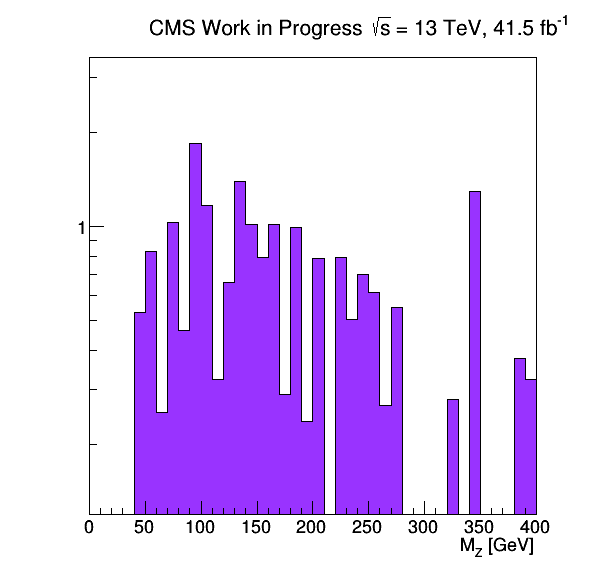 CMS Work in Progress √s = 13 TeV, 41.5 fb⁻¹
1
0 50 100 150 200 250 300 350 400
M_Z [GeV]